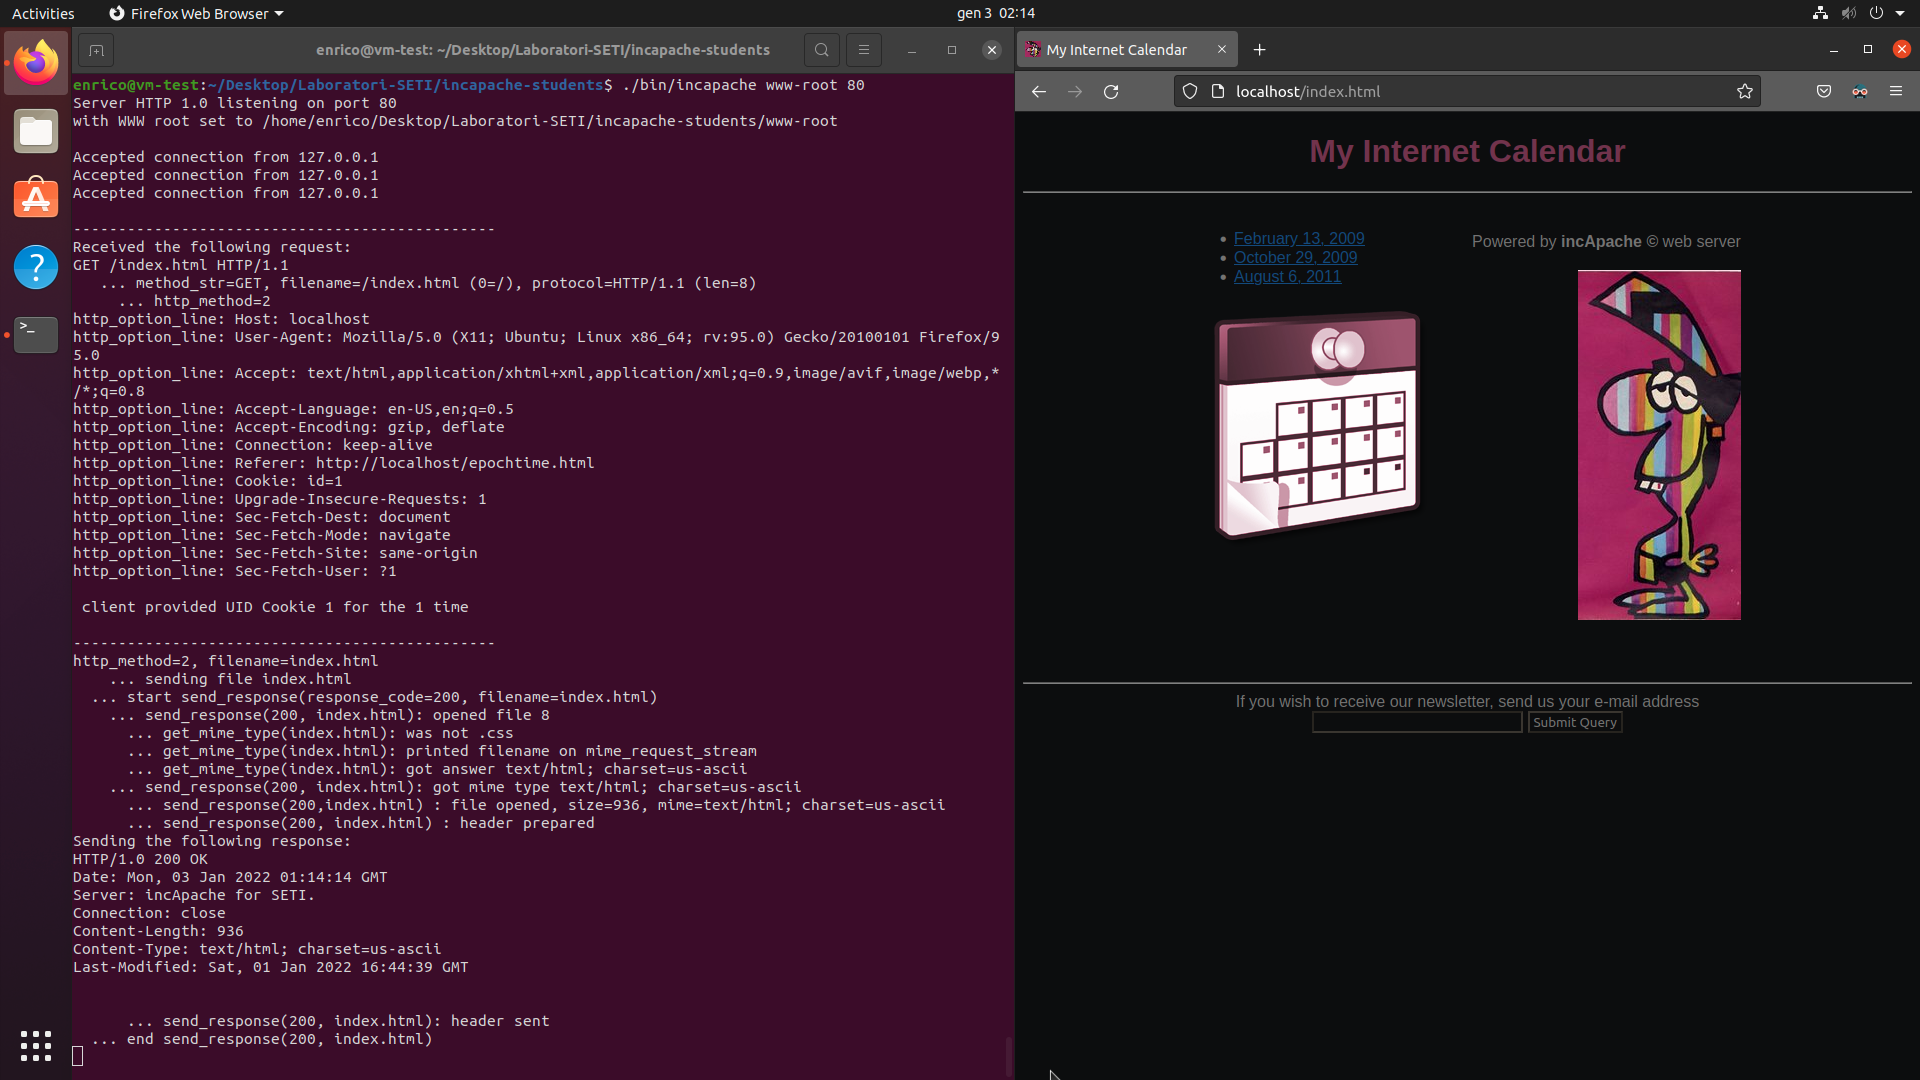 Activities
Firefox Web Browser
gen 3 02:14
enrico@vm-test: ~/Desktop/Laboratori-SETI/incapache-students
enrico@vm-test:~/Desktop/Laboratori-SETI/incapache-students$ ./bin/incapache www-root 80
Server HTTP 1.0 listening on port 80
with WWW root set to /home/enrico/Desktop/Laboratori-SETI/incapache-students/www-root
Accepted connection from 127.0.0.1
Accepted connection from 127.0.0.1
Accepted connection from 127.0.0.1
-----------------------------------------------
Received the following request:
GET /index.html HTTP/1.1
... method_str=GET, filename=/index.html (0=/), protocol=HTTP/1.1 (len=8)
... http_method=2
http_option_line: Host: localhost
http_option_line: User-Agent: Mozilla/5.0 (X11; Ubuntu; Linux x86_64; rv:95.0) Gecko/20100101 Firefox/9
5.0
http_option_line: Accept: text/html,application/xhtml+xml,application/xml;q=0.9,image/avif,image/webp,*
/*;q=0.8
http_option_line: Accept-Language: en-US,en;q=0.5
http_option_line: Accept-Encoding: gzip, deflate
http_option_line: Connection: keep-alive
http_option_line: Referer: http://localhost/epochtime.html
http_option_line: Cookie: id=1
http_option_line: Upgrade-Insecure-Requests: 1
http_option_line: Sec-Fetch-Dest: document
http_option_line: Sec-Fetch-Mode: navigate
http_option_line: Sec-Fetch-Site: same-origin
http_option_line: Sec-Fetch-User: ?1
client provided UID Cookie 1 for the 1 time
-----------------------------------------------
http_method=2, filename=index.html
... sending file index.html
... start send_response(response_code=200, filename=index.html)
... send_response(200, index.html): opened file 8
... get_mime_type(index.html): was not .css
... get_mime_type(index.html): printed filename on mime_request_stream
... get_mime_type(index.html): got answer text/html; charset=us-ascii
... send_response(200, index.html): got mime type text/html; charset=us-ascii
... send_response(200,index.html) : file opened, size=936, mime=text/html; charset=us-ascii
... send_response(200, index.html) : header prepared
Sending the following response:
HTTP/1.0 200 OK
Date: Mon, 03 Jan 2022 01:14:14 GMT
Server: incApache for SETI.
Connection: close
Content-Length: 936
Content-Type: text/html; charset=us-ascii
Last-Modified: Sat, 01 Jan 2022 16:44:39 GMT
... send_response(200, index.html): header sent
... end send_response(200, index.html)
My Internet Calendar
localhost/index.html
My Internet Calendar
February 13, 2009
October 29, 2009
August 6, 2011
Powered by incApache © web server
If you wish to receive our newsletter, send us your e-mail address
Submit Query